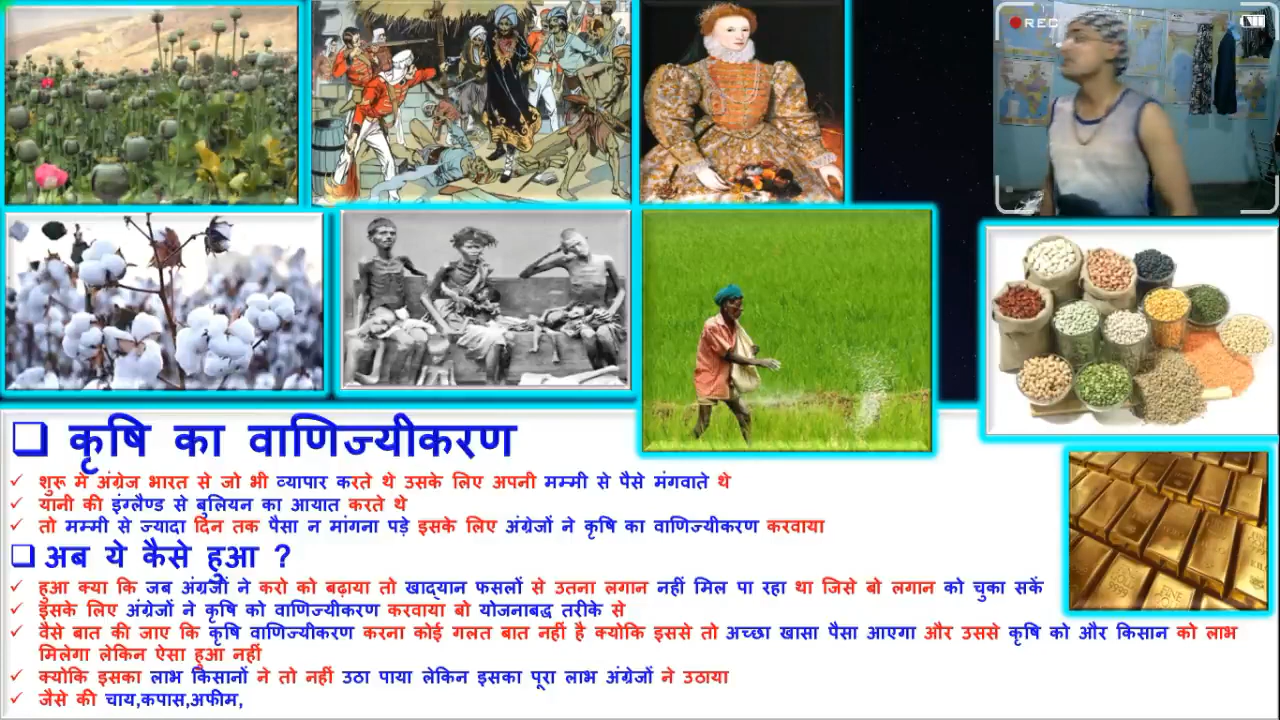 REC
❑ कृषि का वाणिज्यीकरण
✓ शुरू में अंग्रेज भारत से जो भी व्यापार करते थे उसके लिए अपनी मम्मी से पैसे मंगवाते थे
✓ यानी की इंग्लैण्ड से बुलियन का आयात करते थे
✓ तो मम्मी से ज्यादा दिन तक पैसा न मांगना पड़े इसके लिए अंग्रेजों ने कृषि का वाणिज्यीकरण करवाया
❑ अब ये कैसे हुआ ?
✓ हुआ क्या कि जब अंग्रजों ने करो को बढ़ाया तो खाद्यान फसलों से उतना लगान नहीं मिल पा रहा था जिसे बो लगान को चुका सकें
✓ इसके लिए अंग्रेजों ने कृषि को वाणिज्यीकरण करवाया बो योजनाबद्ध तरीके से
✓ वैसे बात की जाए कि कृषि वाणिज्यीकरण करना कोई गलत बात नहीं है क्योकि इससे तो अच्छा खासा पैसा आएगा और उससे कृषि को और किसान को लाभ
मिलेगा लेकिन ऐसा हुआ नहीं
✓ क्योकि इसका लाभ किसानों ने तो नहीं उठा पाया लेकिन इसका पूरा लाभ अंग्रेजों ने उठाया
✓ जैसे की चाय,कपास,अफीम,